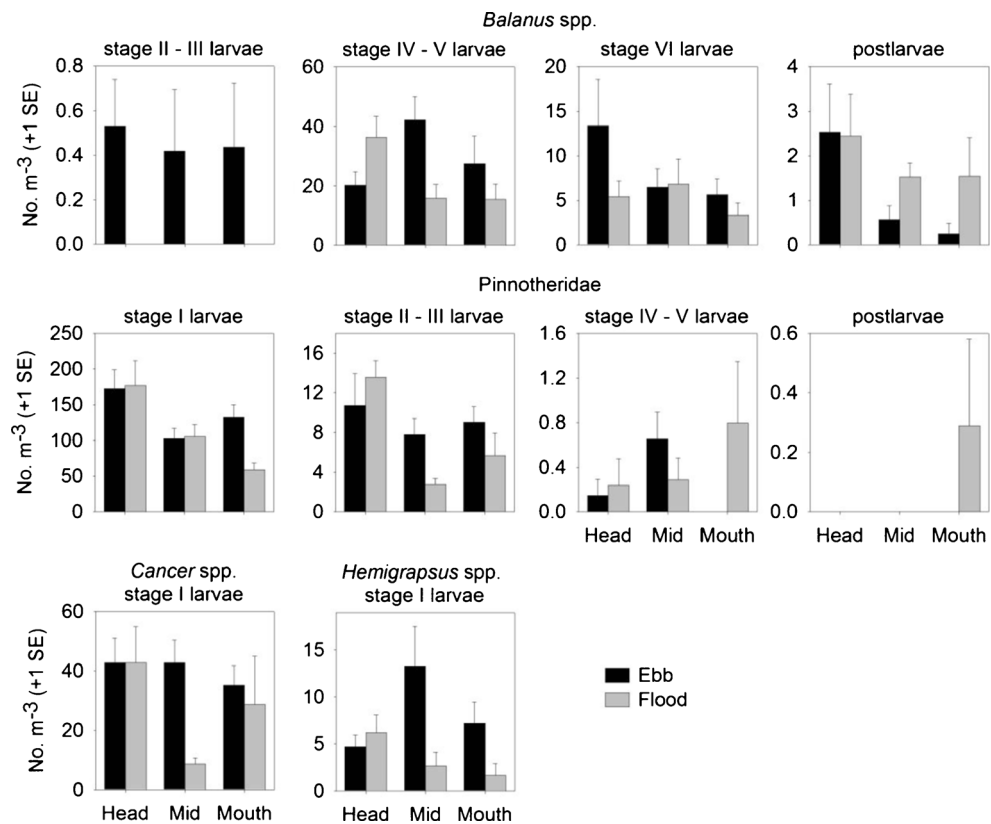 Balanus spp.
stage II - III larvae
stage IV - V larvae
stage VI larvae
postlarvae
No. m⁻³ (+1 SE)
0.8
0.6
0.4
0.2
0.0
60
40
20
0
20
15
10
5
0
4
3
2
1
0
Pinnotheridae
stage I larvae
stage II - III larvae
stage IV - V larvae
postlarvae
No. m⁻³ (+1 SE)
250
200
150
100
50
0
16
12
8
4
0
1.6
1.2
0.8
0.4
0.0
0.6
0.4
0.2
0.0
Head Mid Mouth
Head Mid Mouth
Cancer spp.
stage I larvae
Hemigrapsus spp.
stage I larvae
No. m⁻³ (+1 SE)
60
40
20
0
15
10
5
0
Head Mid Mouth
Head Mid Mouth
Ebb
Flood